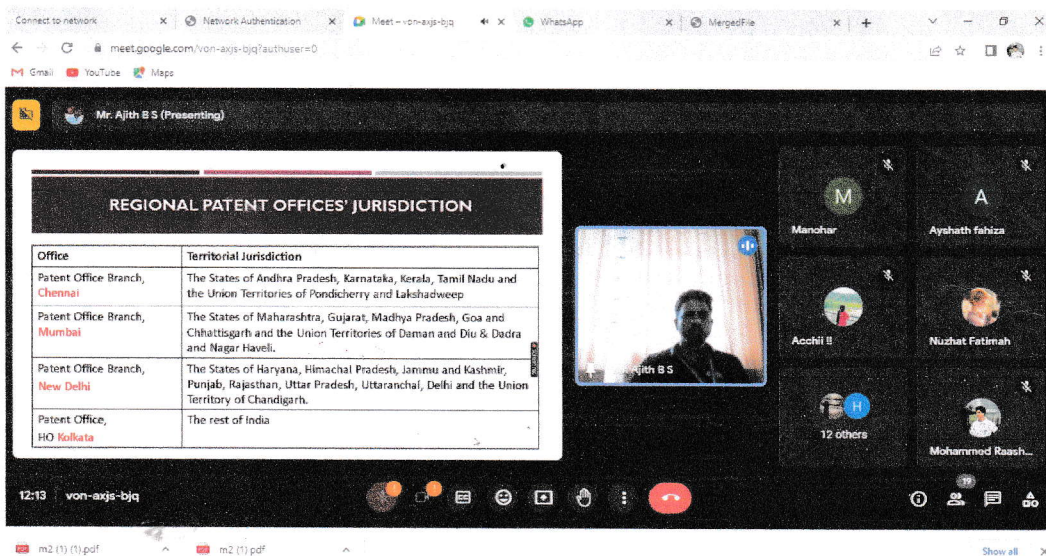 Connect to network
Network Authentication
Meet – von-axjs-bjq
WhatsApp
MergedFile
meet.google.com/von-axjs-bjq?authuser=0
Gmail YouTube Maps
Mr. Ajith B S (Presenting)
REGIONAL PATENT OFFICES' JURISDICTION
Office Territorial Jurisdiction
Patent Office Branch,
Chennai
The States of Andhra Pradesh, Karnataka, Kerala, Tamil Nadu and
the Union Territories of Pondicherry and Lakshadweep
Patent Office Branch,
Mumbai
The States of Maharashtra, Gujarat, Madhya Pradesh, Goa and
Chhattisgarh and the Union Territories of Daman and Diu & Dadra
and Nagar Haveli.
Patent Office Branch,
New Delhi
The States of Haryana, Himachal Pradesh, Jammu and Kashmir,
Punjab, Rajasthan, Uttar Pradesh, Uttaranchal, Delhi and the Union
Territory of Chandigarh.
Patent Office,
HO Kolkata
The rest of India
Ajith B S
M
Manohar
A
Ayshath fahiza
Acchii !!
Nuzhat Fatimah
H
12 others
Mohammed Raash...
12:13 von-axjs-bjq
19
m2 (1) (1).pdf
m2 (1).pdf
Show all